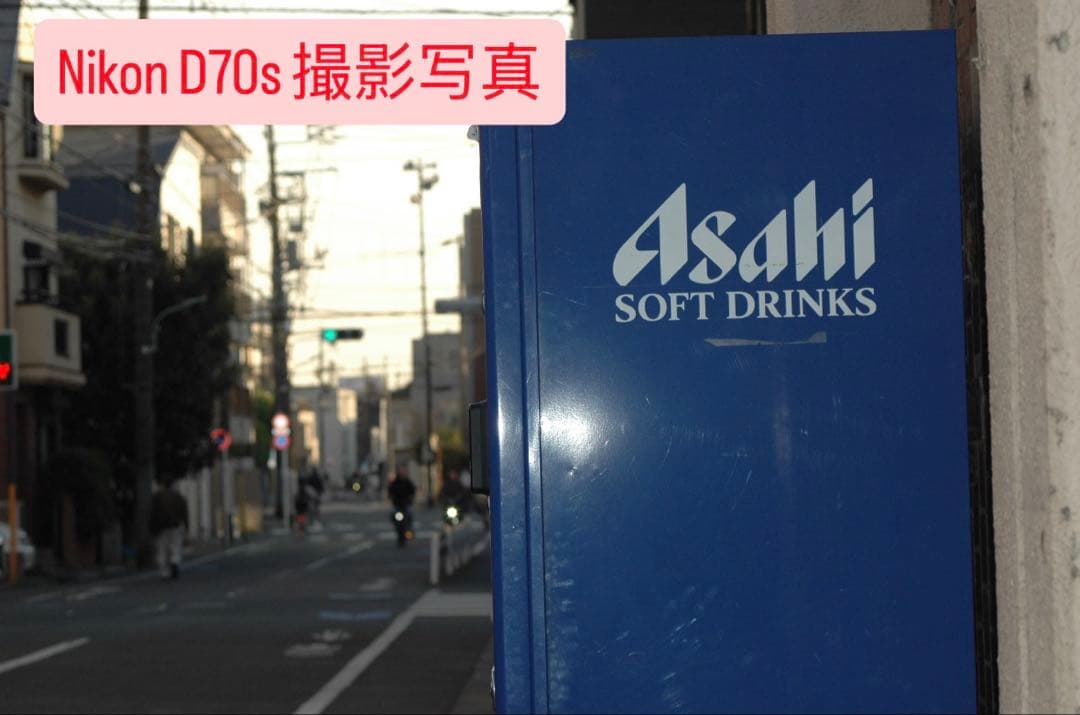 Nikon D70s 撮影写真
Asahi
SOFT DRINKS